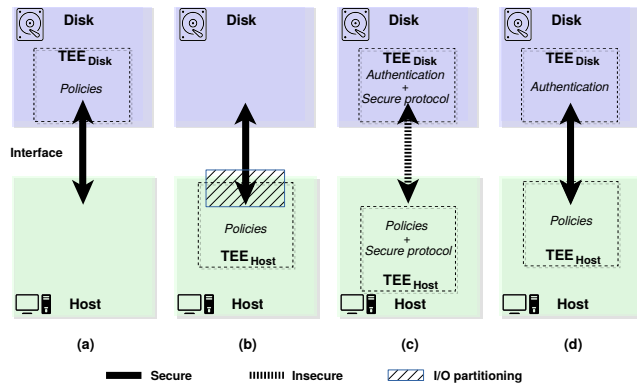 Disk
Disk
Disk
Disk
TEE Disk
Policies
TEE Disk
Authentication
+
Secure protocol
TEE Disk
Authentication
Interface
Policies
TEE Host
Policies
+
Secure protocol
TEE Host
Policies
TEE Host
Host
Host
Host
Host
(a)
(b)
(c)
(d)
Secure
Insecure
I/O partitioning